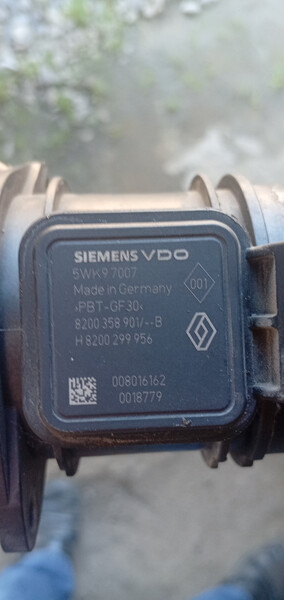 SIEMENS VDO
5WK9 7007
Made in Germany
001
>PBT-GF30<
8200 358 901/--B
H 8200 299 956
008016162
0018779